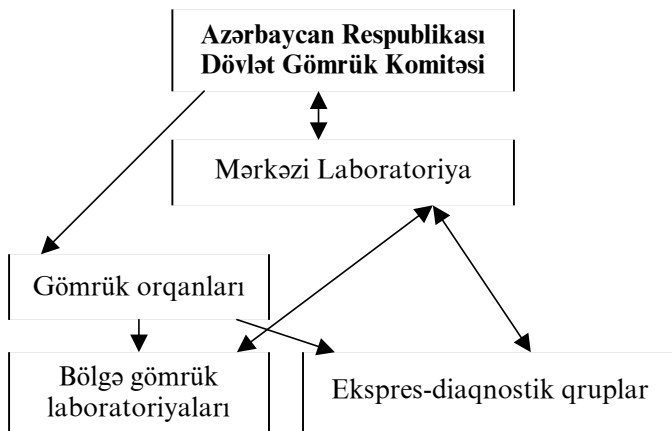 Azərbaycan Respublikası
Dövlət Gömrük Komitəsi
Mərkəzi Laboratoriya
Gömrük orqanları
Bölgə gömrük
laboratoriyaları
Ekspres-diaqnostik qruplar